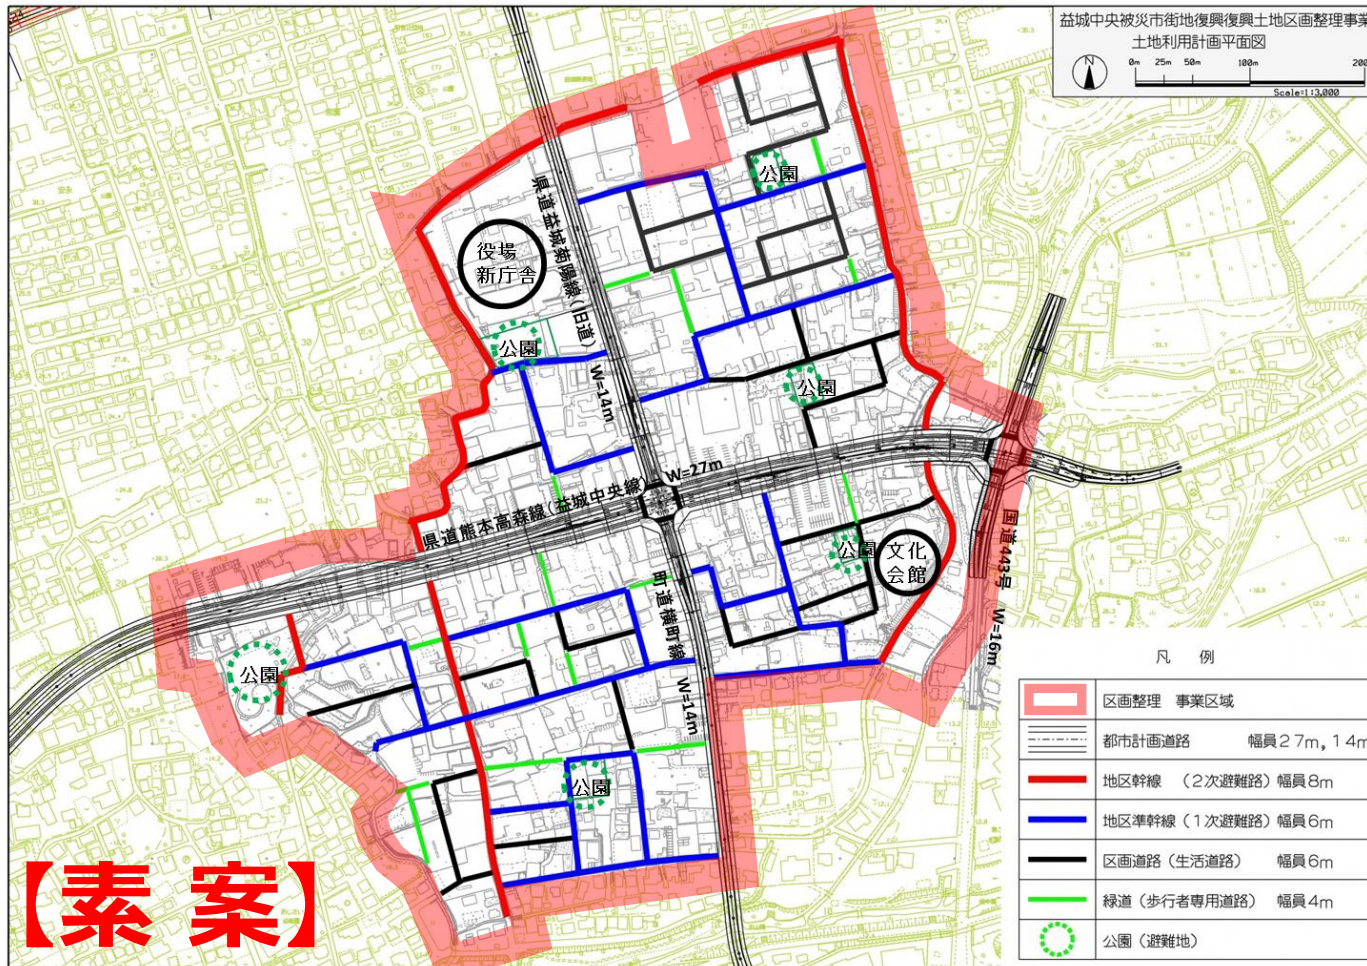 益城中央被災市街地復興復興土地区画整理事業
土地利用計画平面図
N
0m 25m 50m 100m 200
Scale=1:3,000
公園
県道益城菊陽線(旧道)
W=14m
役場
新庁舎
公園
公園
W=27m
県道熊本高森線(益城中央線)
公園
文化
会館
国道443号 W=16m
町道横町線
W=14m
公園
公園
【素案】
凡 例
区画整理 事業区域
都市計画道路 幅員27m,14m
地区幹線 (2次避難路) 幅員8m
地区準幹線(1次避難路) 幅員6m
区画道路(生活道路) 幅員6m
緑道(歩行者専用道路) 幅員4m
公園(避難地)